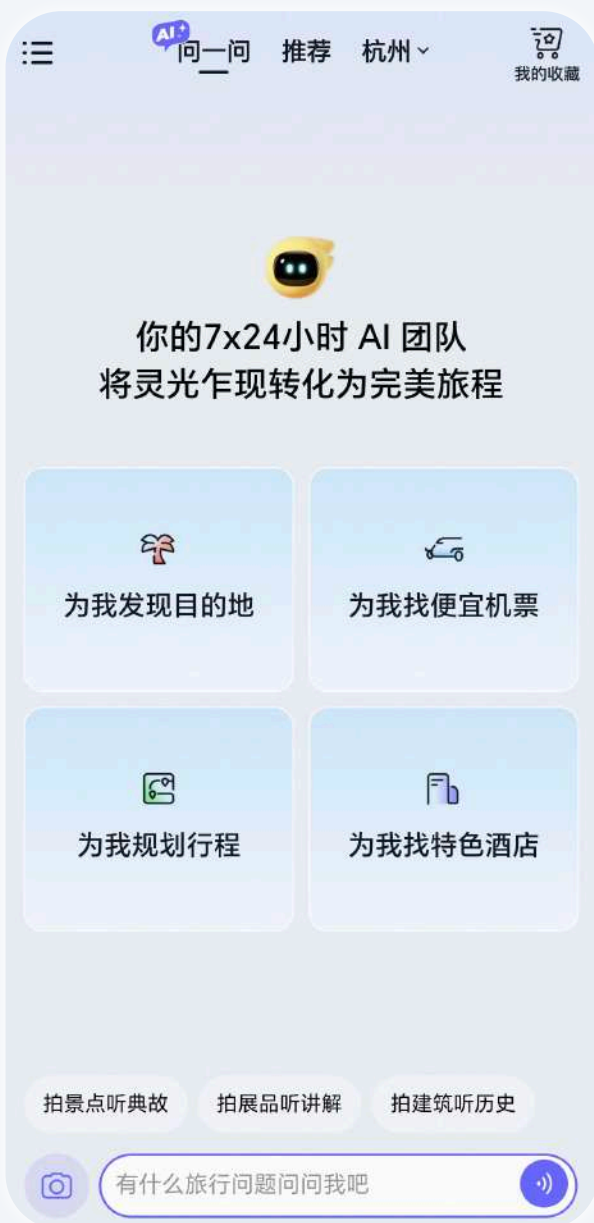 AI+
问一问 推荐 杭州
我的收藏
你的7x24小时 AI 团队
将灵光乍现转化为完美旅程
为我发现目的地
为我找便宜机票
为我规划行程
为我找特色酒店
拍景点听典故 拍展品听讲解 拍建筑听历史
有什么旅行问题问问我吧